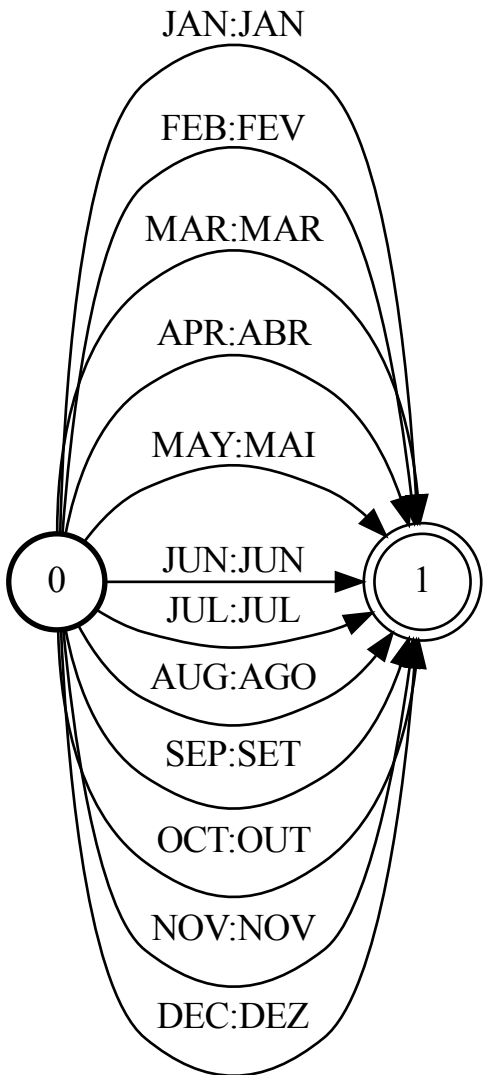 JAN:JAN
FEB:FEV
MAR:MAR
APR:ABR
MAY:MAI
0
JUN:JUN
1
JUL:JUL
AUG:AGO
SEP:SET
OCT:OUT
NOV:NOV
DEC:DEZ